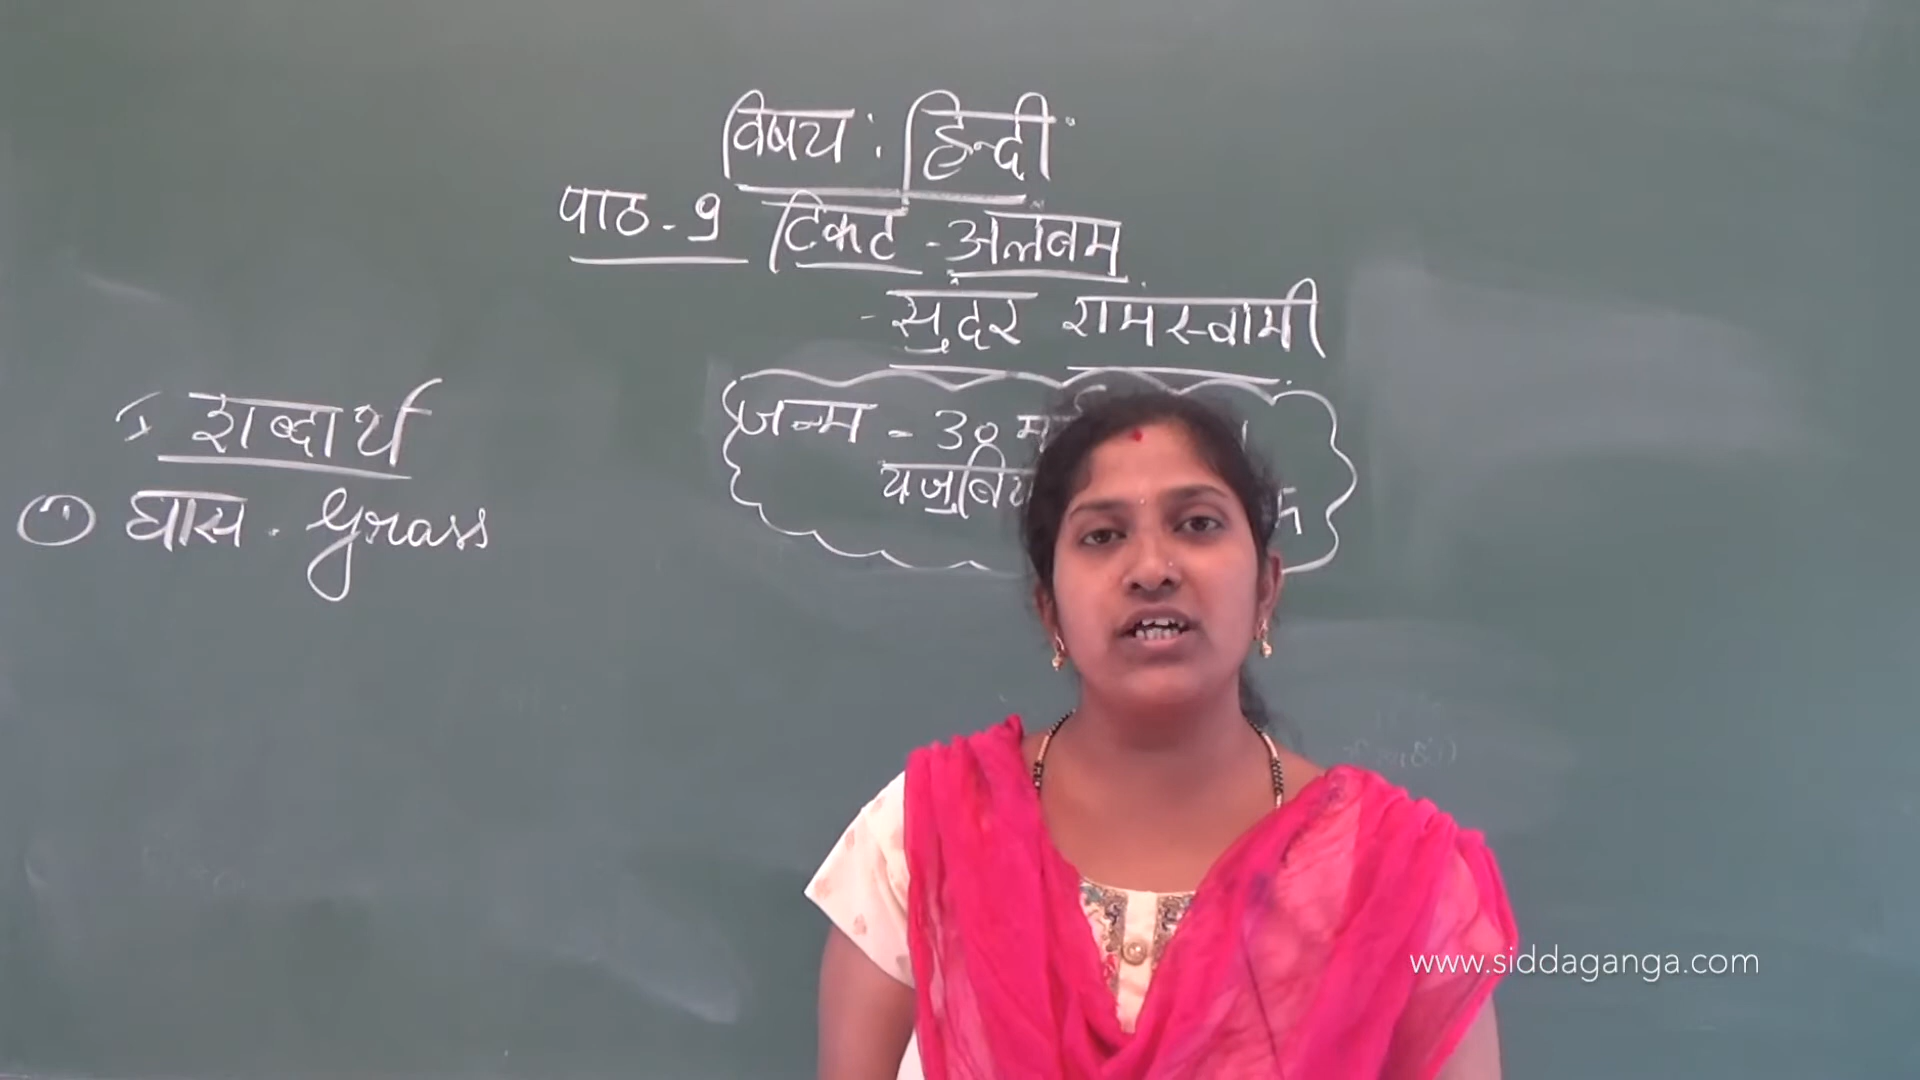 विषय : हिन्दी
पाठ - 9 टिकट - अलबम
- सुंदर रामस्वामी
जन्म - 30
I शब्दार्थ
① घास - Grass
www.siddaganga.com